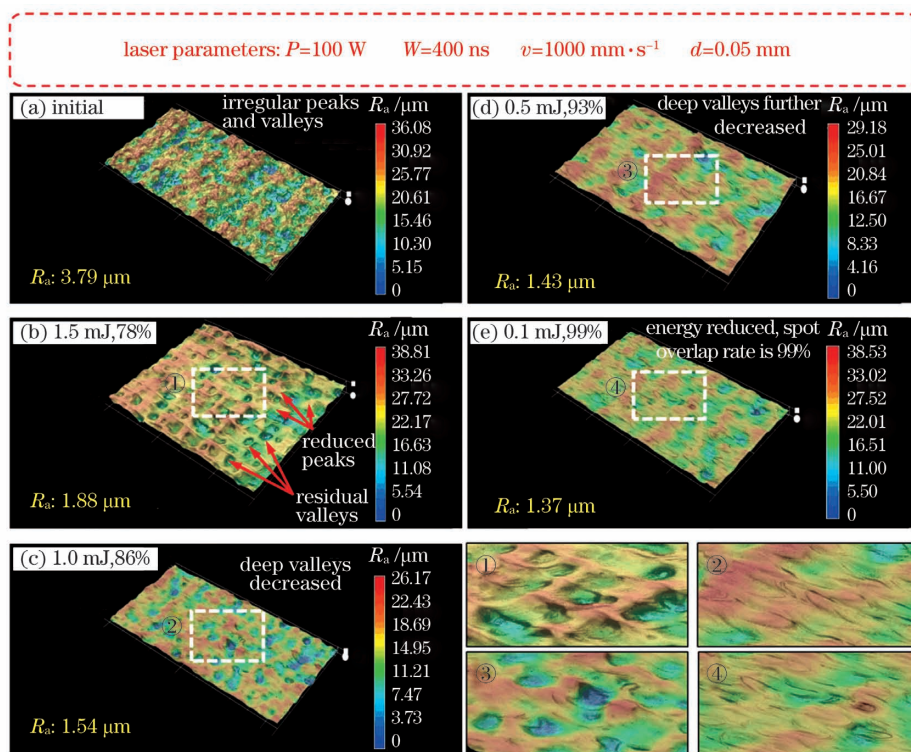 laser parameters: P=100 W W=400 ns v=1000 mm·s⁻¹ d=0.05 mm
(a) initial
irregular peaks
and valleys
Rₐ /μm
36.08
30.92
25.77
20.61
15.46
10.30
5.15
0
Rₐ: 3.79 μm
(d) 0.5 mJ,93%
deep valleys further
decreased
Rₐ /μm
29.18
25.01
20.84
16.67
12.50
8.33
4.16
0
③
Rₐ: 1.43 μm
(b) 1.5 mJ,78%
Rₐ /μm
38.81
33.26
27.72
22.17
16.63
11.08
5.54
0
①
reduced
peaks
residual
valleys
Rₐ: 1.88 μm
(e) 0.1 mJ,99%
energy reduced, spot
overlap rate is 99%
Rₐ /μm
38.53
33.02
27.52
22.01
16.51
11.00
5.50
0
④
Rₐ: 1.37 μm
(c) 1.0 mJ,86%
deep valleys
decreased
Rₐ /μm
26.17
22.43
18.69
14.95
11.21
7.47
3.73
0
②
Rₐ: 1.54 μm
①
②
③
④